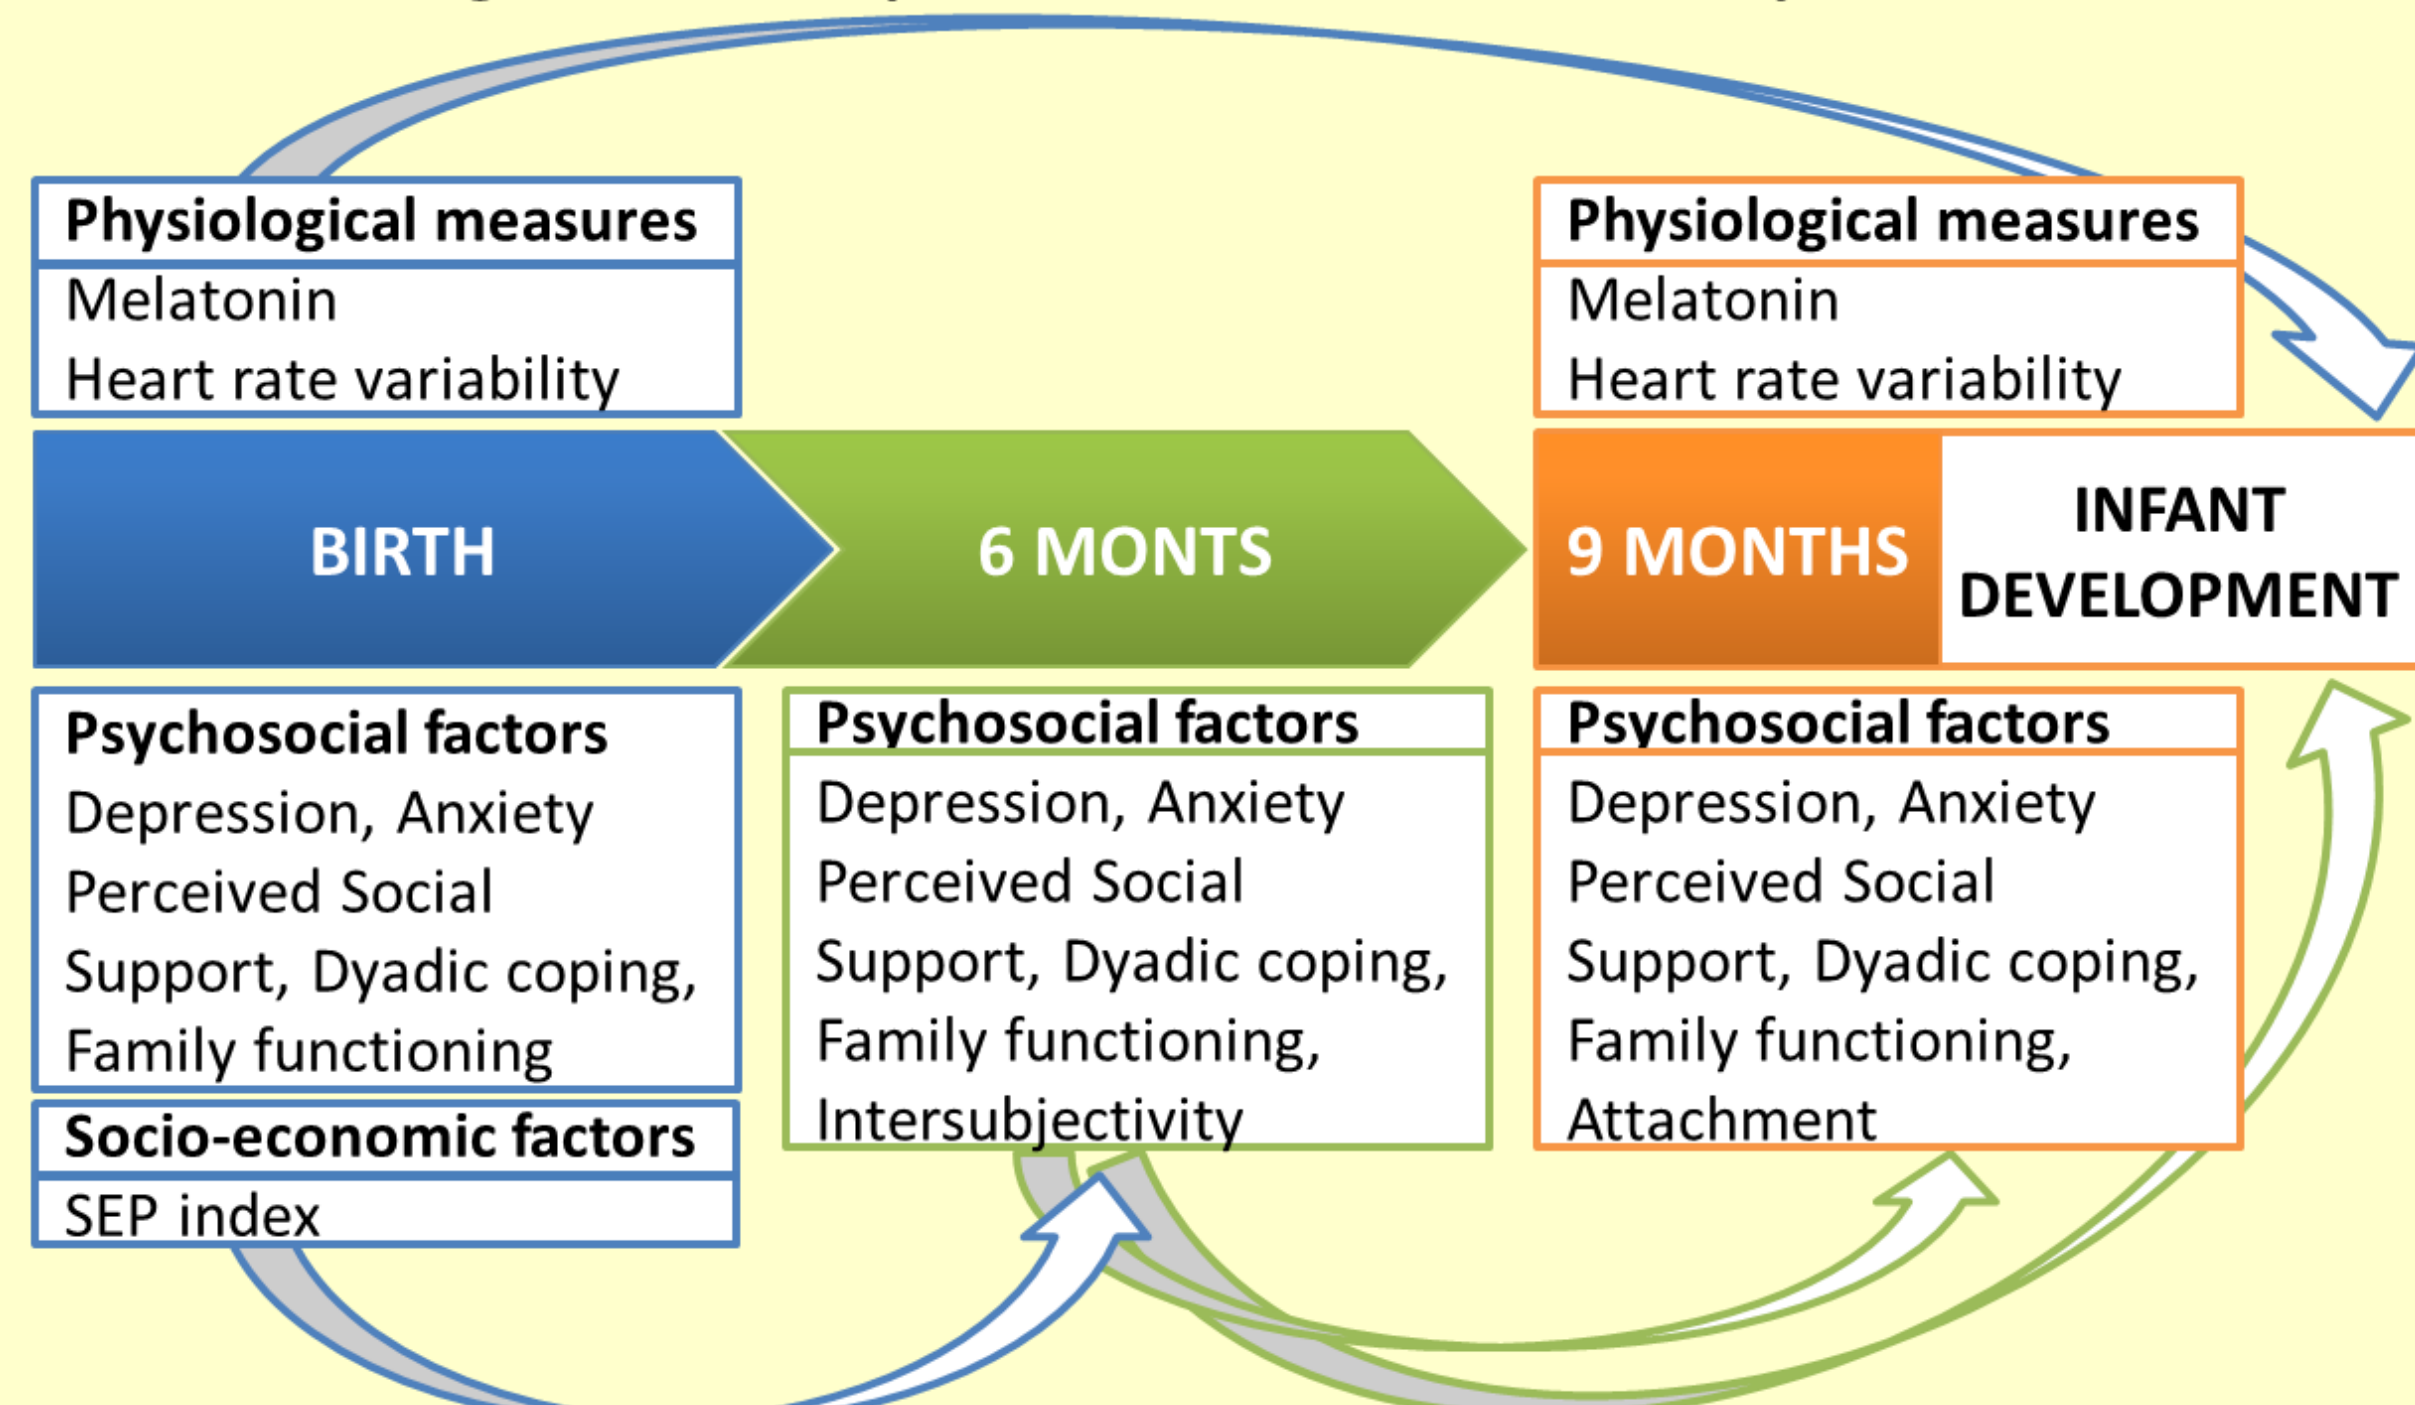 Physiological measures
Melatonin
Heart rate variability
Physiological measures
Melatonin
Heart rate variability
BIRTH
6 MONTS
9 MONTHS
INFANT
DEVELOPMENT
Psychosocial factors
Depression, Anxiety
Perceived Social
Support, Dyadic coping,
Family functioning
Socio-economic factors
SEP index
Psychosocial factors
Depression, Anxiety
Perceived Social
Support, Dyadic coping,
Family functioning,
Intersubjectivity
Psychosocial factors
Depression, Anxiety
Perceived Social
Support, Dyadic coping,
Family functioning,
Attachment